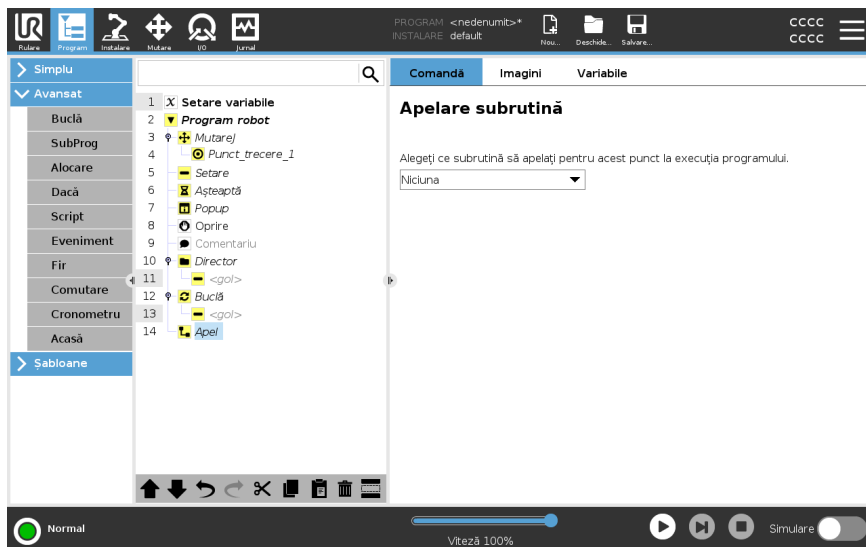 UR
Rulare
Program
Instalare
Mutare
I/O
Jurnal
PROGRAM <nedenumit>*
INSTALARE default
Nou...
Deschide...
Salvare...
cccc
cccc
Simplu
Avansat
Buclă
SubProg
Alocare
Dacă
Script
Eveniment
Fir
Comutare
Cronometru
Acasă
Șabloane
1 X Setare variabile
2 Program robot
3 MutareJ
4 Punct_trecere_1
5 Setare
6 Așteaptă
7 Popup
8 Oprire
9 Comentariu
10 Director
11 <gol>
12 Buclă
13 <gol>
14 Apel
Comandă
Imagini
Variabile
Apelare subrutină
Alegeți ce subrutină să apelați pentru acest punct la execuția programului.
Niciuna
Normal
Viteză 100%
Simulare